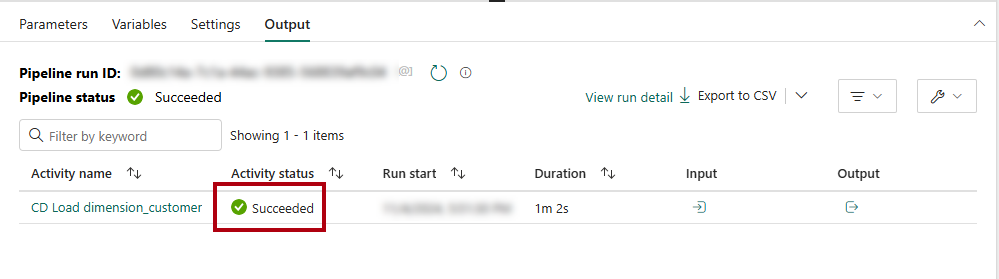 Parameters Variables Settings Output
Pipeline run ID:
Pipeline status Succeeded
View run detail Export to CSV
Filter by keyword Showing 1 - 1 items
Activity name Activity status Run start Duration Input Output
CD Load dimension_customer Succeeded 1m 2s